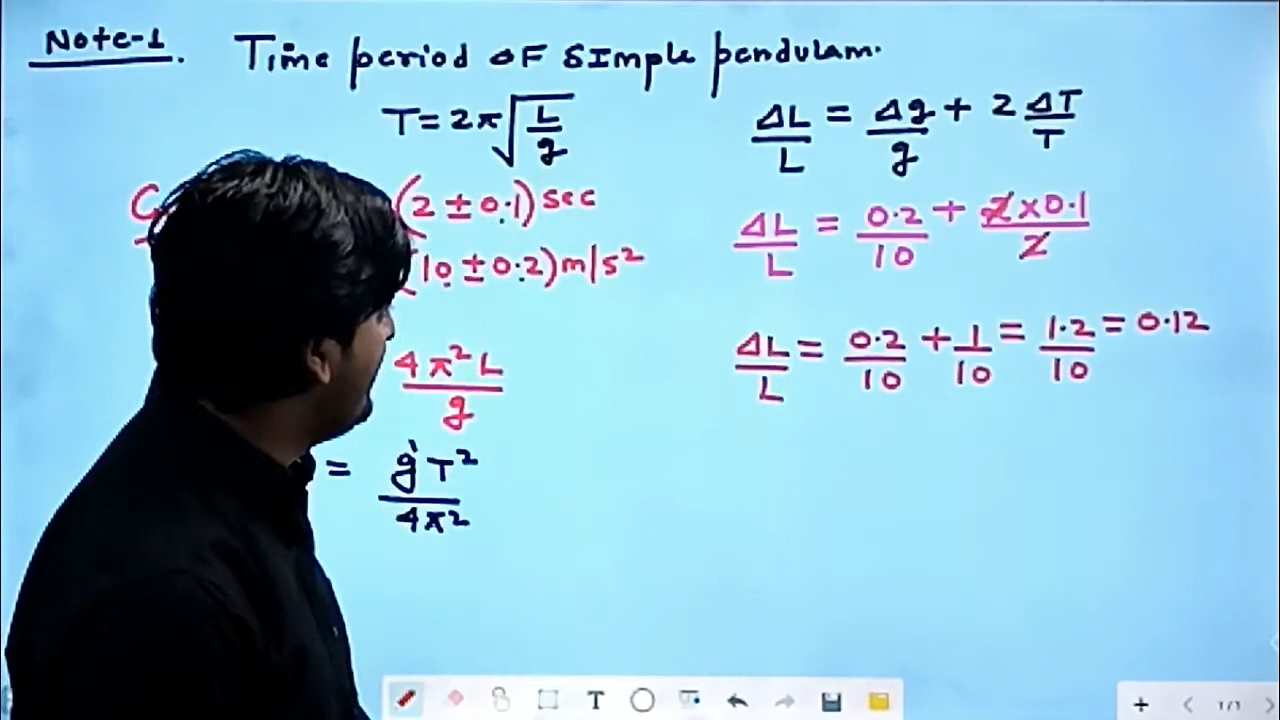 Note-1. Time period of simple pendulam.
T = 2π√(L/g)
G
(2 ± 0.1) sec
(10 ± 0.2) m/s²
4π²L/g
= gT²/4π²
ΔL/L = Δg/g + 2 ΔT/T
ΔL/L = 0.2/10 + 2×0.1/2
ΔL/L = 0.2/10 + 1/10 = 1.2/10 = 0.12
T
1/1